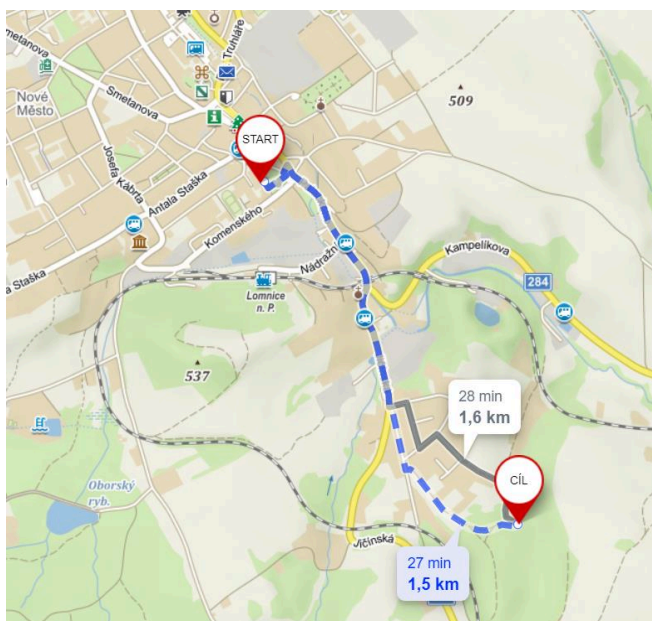 Smetanova
Truhláře
Nové
Město
Smetanova
509
START
Josefa Kábrta
Antala Staška
Komenského
Kampelíkova
Nádražní
284
a Staška
Lomnice
n. P.
537
28 min
1,6 km
CÍL
Oborský
ryb.
Jičínská
27 min
1,5 km